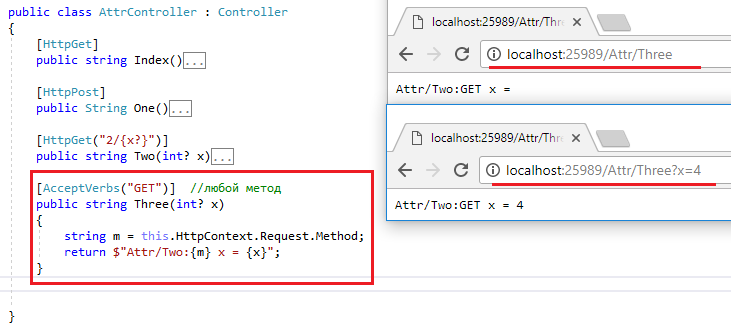 public class AttrController : Controller
{
[HttpGet]
public string Index()...
[HttpPost]
public String One()...
[HttpGet("2/{x?}")]
public string Two(int? x)...
[AcceptVerbs("GET")]  //любой метод
public string Three(int? x)
{
string m = this.HttpContext.Request.Method;
return $"Attr/Two:{m} x = {x}";
}
}
localhost:25989/Attr/Thre
localhost:25989/Attr/Three
Attr/Two:GET x =
localhost:25989/Attr/Thre
localhost:25989/Attr/Three?x=4
Attr/Two:GET x = 4